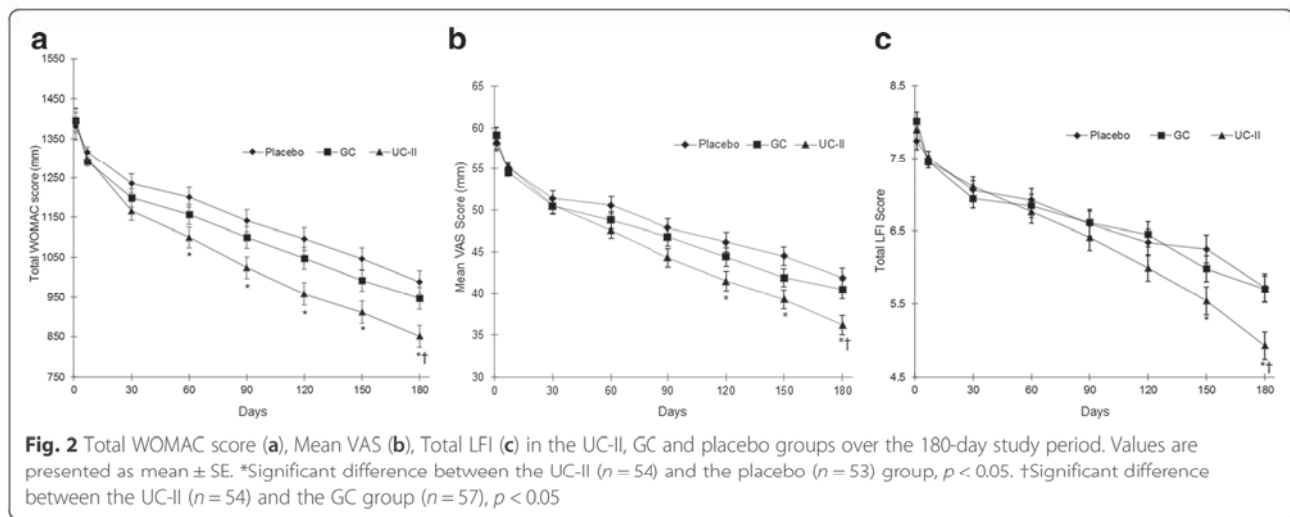 a
b
c
1550
1450
1350
1250
1150
1050
950
850
750
Total WOMAC score (mm)
Placebo GC UC-II
* * * * *†
0 30 60 90 120 150 180
Days
65
60
55
50
45
40
35
30
Mean VAS Score (mm)
Placebo GC UC-II
* * *†
0 30 60 90 120 150 180
Days
8.5
7.5
6.5
5.5
4.5
Total LFI Score
Placebo GC UC-II
* *†
0 30 60 90 120 150 180
Days
Fig. 2 Total WOMAC score (a), Mean VAS (b), Total LFI (c) in the UC-II, GC and placebo groups over the 180-day study period. Values are
presented as mean ± SE. *Significant difference between the UC-II (n = 54) and the placebo (n = 53) group, p < 0.05. †Significant difference
between the UC-II (n = 54) and the GC group (n = 57), p < 0.05